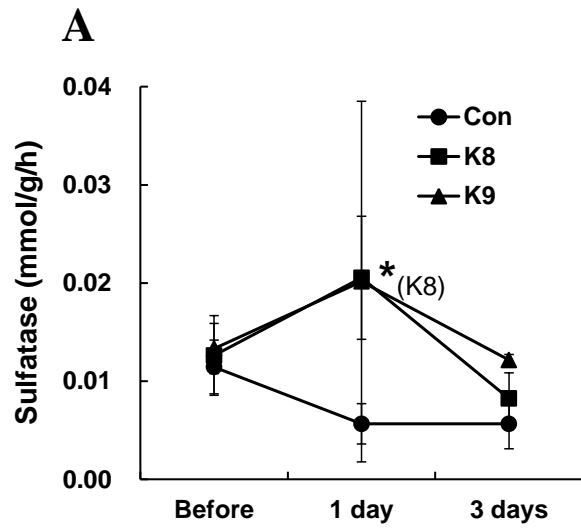 A
0.04
Con
K8
K9
0.03
0.02
*(K8)
0.01
0.00
Sulfatase (mmol/g/h)
Before 1 day 3 days